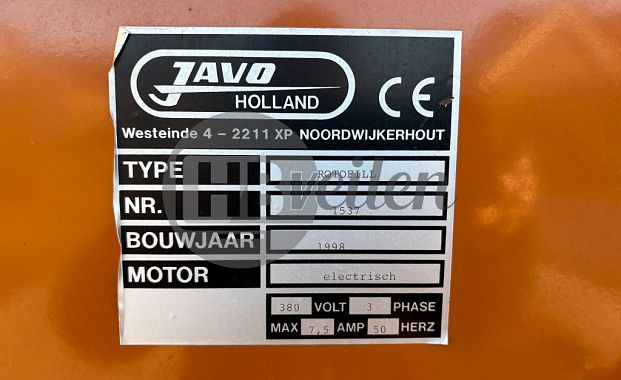 JAVO
HOLLAND
CE
Westeinde 4 - 2211 XP NOORDWIJKERHOUT
TYPE ROTOFILL
NR. 1537
BOUWJAAR 1998
MOTOR electrisch
380 VOLT 3 PHASE
MAX 7,5 AMP 50 HERZ
HBveilen